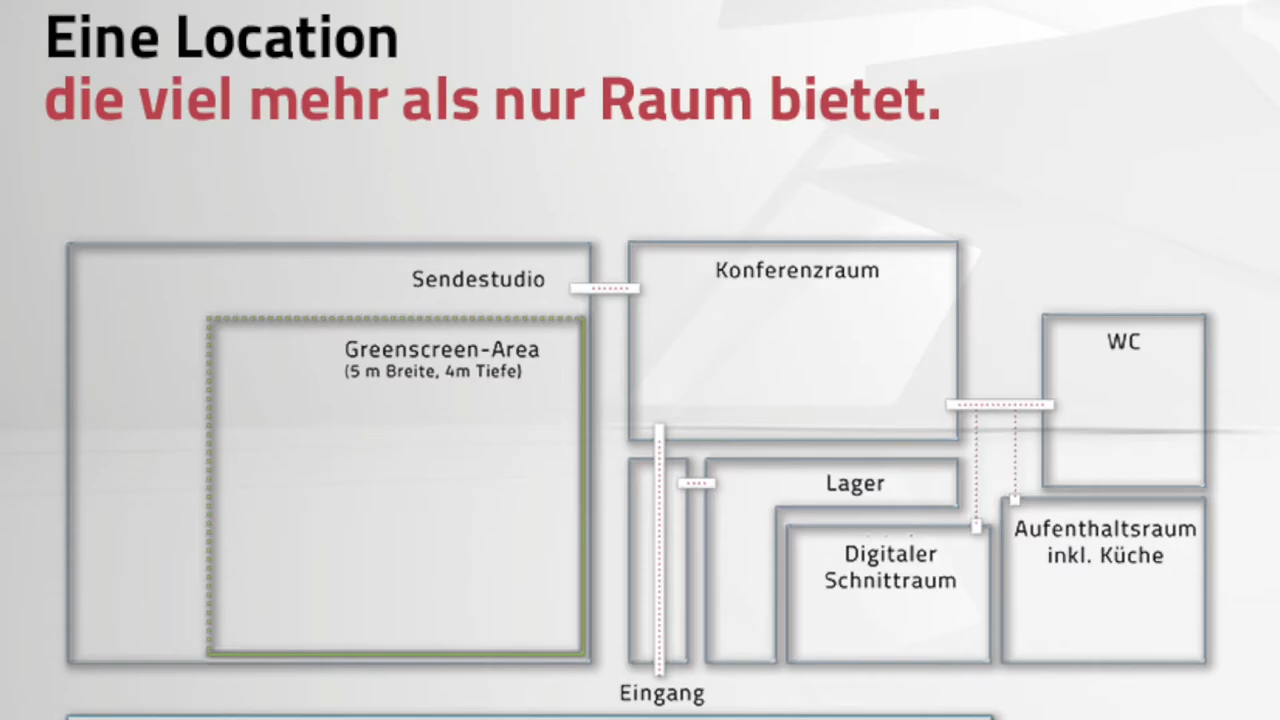 Eine Location
die viel mehr als nur Raum bietet.
Sendestudio
Konferenzraum
Greenscreen-Area
(5 m Breite, 4m Tiefe)
WC
Lager
Digitaler
Schnittraum
Aufenthaltsraum
inkl. Küche
Eingang